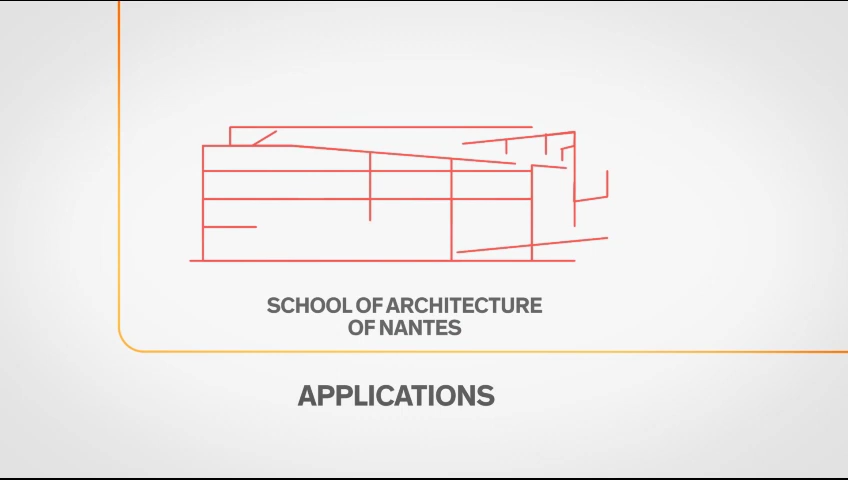 SCHOOL OF ARCHITECTURE
OF NANTES
APPLICATIONS